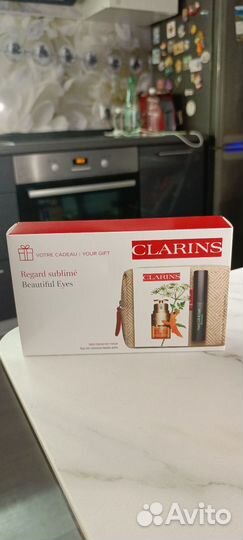 VOTRE CADEAU | YOUR GIFT
CLARINS
Regard sublimé
Beautiful Eyes
CLARINS
Avito